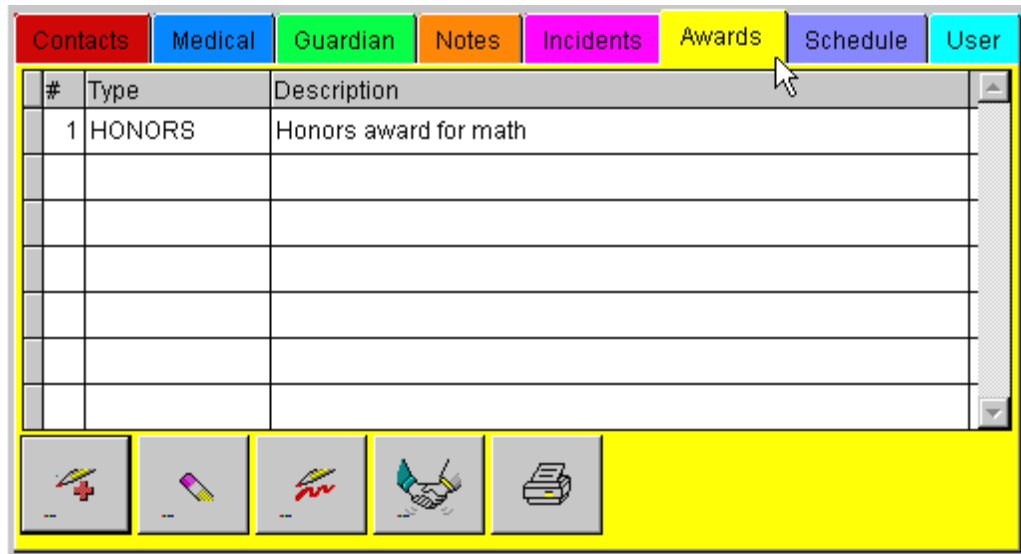 Contacts Medical Guardian Notes Incidents Awards Schedule User
# Type Description
1 HONORS Honors award for math